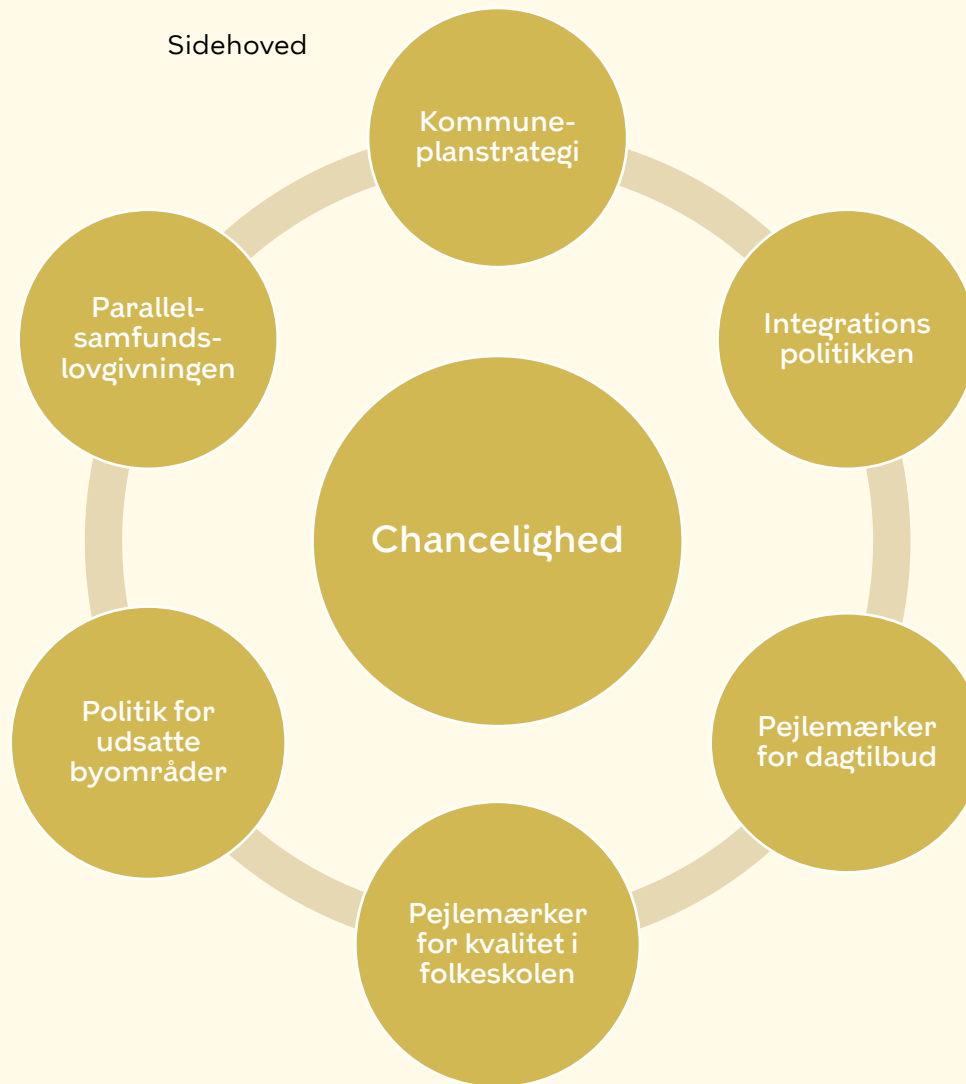 Sidehoved
Kommune-
planstrategi
Parallel-
samfunds-
lovgivningen
Integrations
politikken
Chancelighed
Politik for
udsatte
byområder
Pejlemærker
for dagtilbud
Pejlemærker
for kvalitet i
folkeskolen